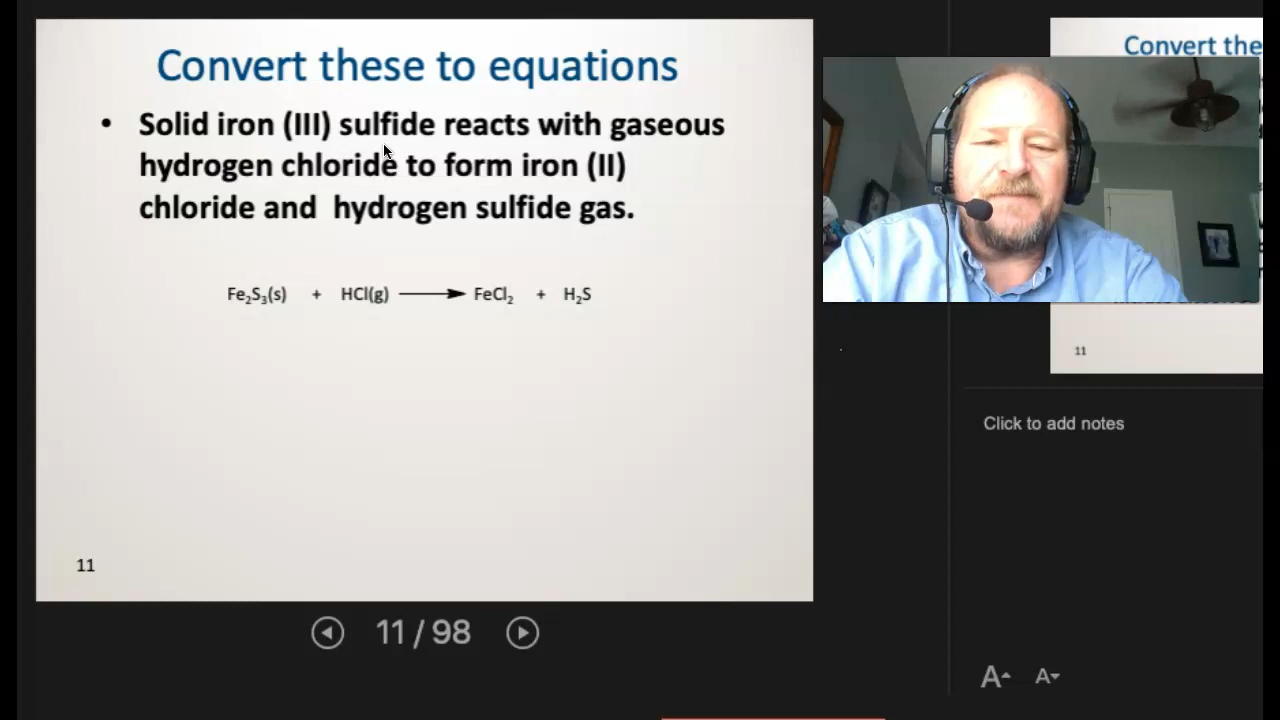 Convert these to equations
• Solid iron (III) sulfide reacts with gaseous
hydrogen chloride to form iron (II)
chloride and hydrogen sulfide gas.
Fe₂S₃(s) + HCl(g) ⟶ FeCl₂ + H₂S
11
11 / 98
Convert the
11
Click to add notes
A A